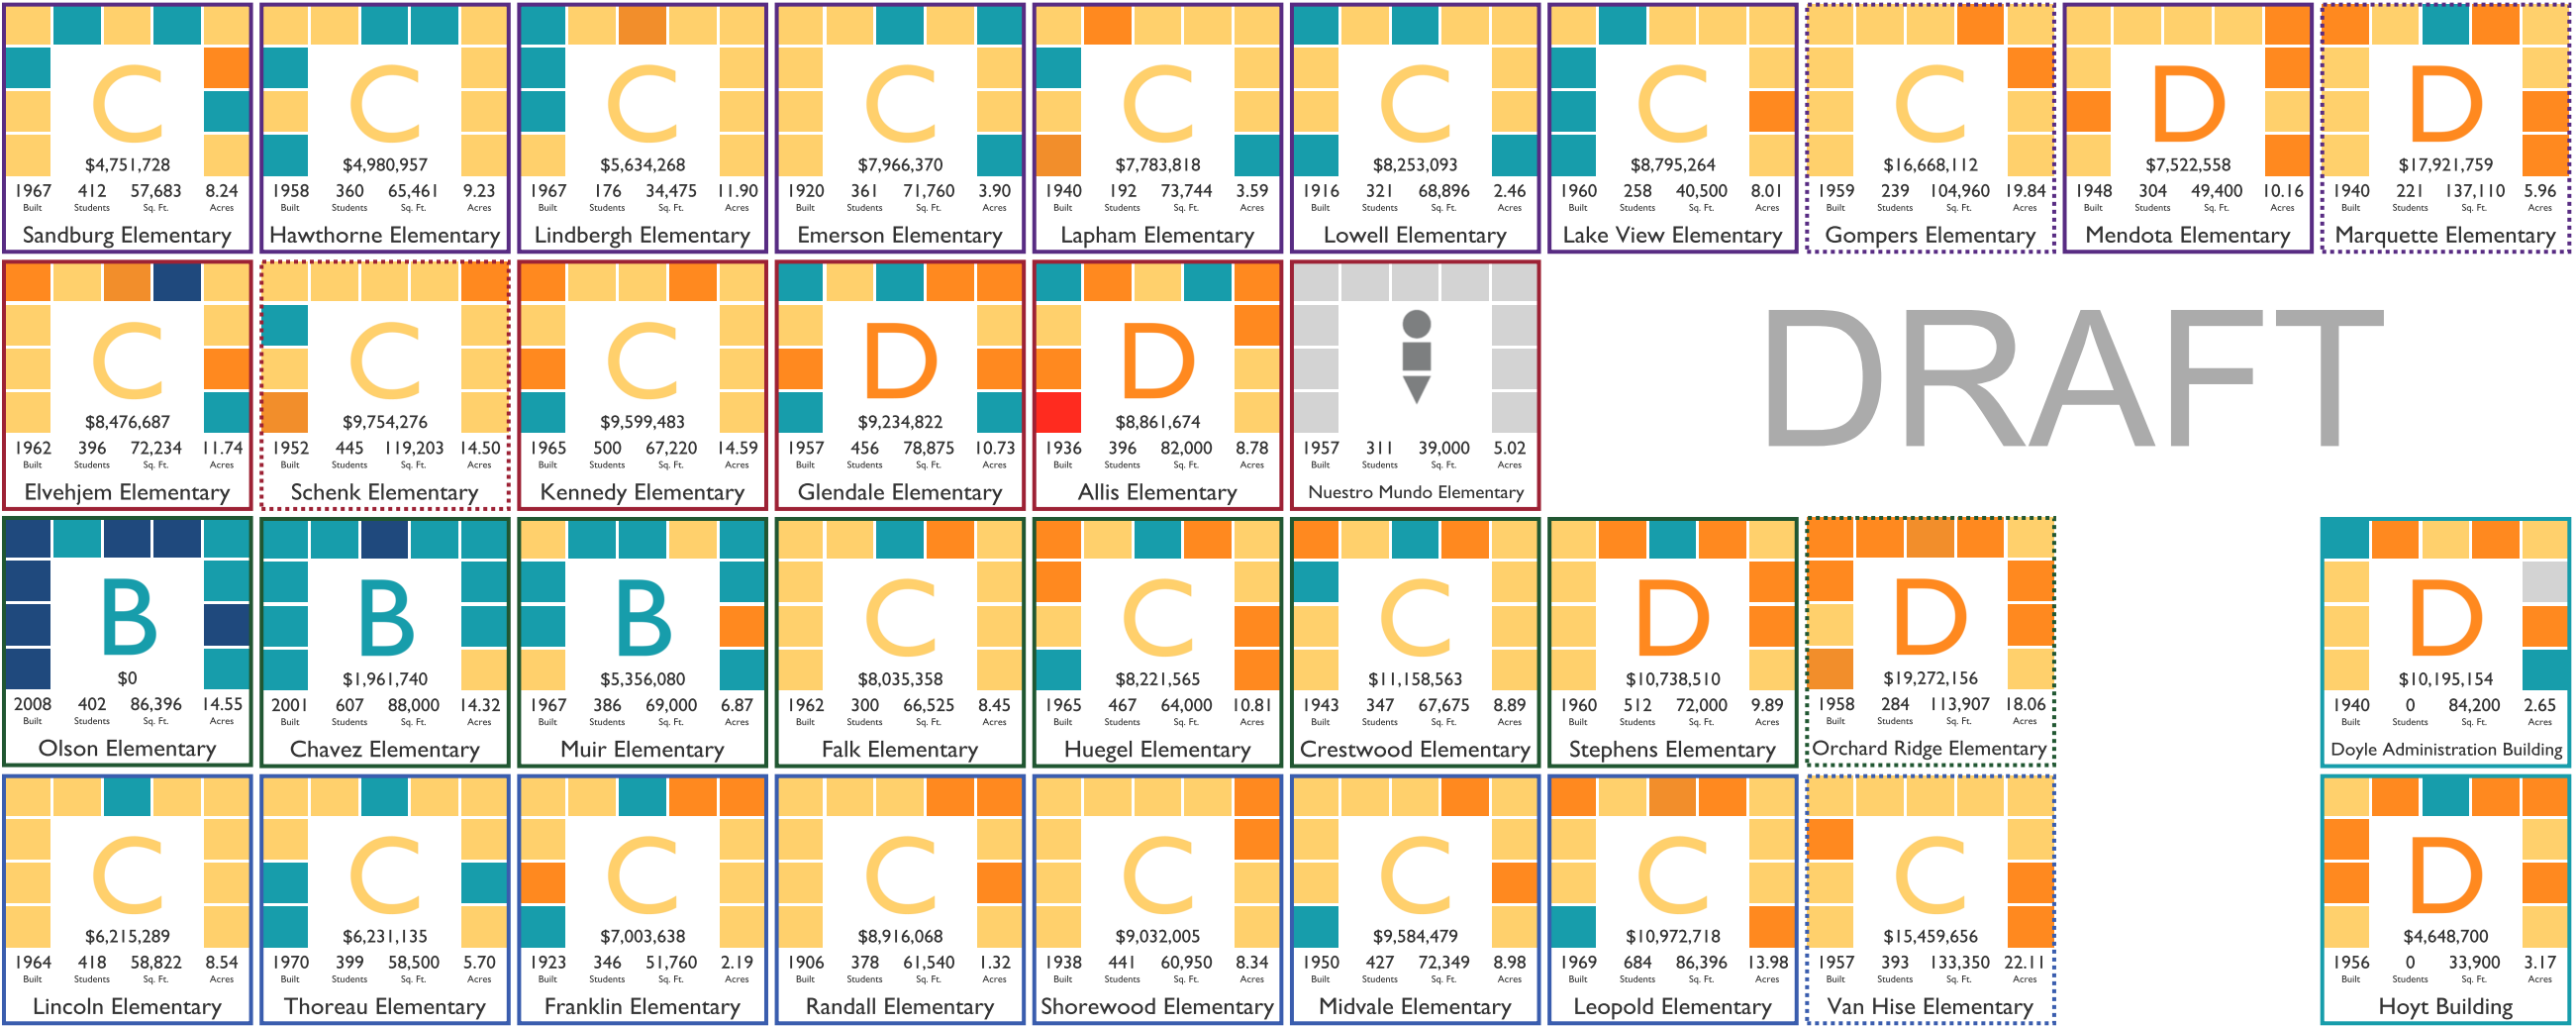 C
$4,751,728
1967 412 57,683 8.24
Built Students Sq. Ft. Acres
Sandburg Elementary
C
$4,980,957
1958 360 65,461 9.23
Built Students Sq. Ft. Acres
Hawthorne Elementary
C
$5,634,268
1967 176 34,475 11.90
Built Students Sq. Ft. Acres
Lindbergh Elementary
C
$7,966,370
1920 361 71,760 3.90
Built Students Sq. Ft. Acres
Emerson Elementary
C
$7,783,818
1940 192 73,744 3.59
Built Students Sq. Ft. Acres
Lapham Elementary
C
$8,253,093
1916 321 68,896 2.46
Built Students Sq. Ft. Acres
Lowell Elementary
C
$8,795,264
1960 258 40,500 8.01
Built Students Sq. Ft. Acres
Lake View Elementary
C
$16,668,112
1959 239 104,960 19.84
Built Students Sq. Ft. Acres
Gompers Elementary
D
$7,522,558
1948 304 49,400 10.16
Built Students Sq. Ft. Acres
Mendota Elementary
D
$17,921,759
1940 221 137,110 5.96
Built Students Sq. Ft. Acres
Marquette Elementary
C
$8,476,687
1962 396 72,234 11.74
Built Students Sq. Ft. Acres
Elvehjem Elementary
C
$9,754,276
1952 445 119,203 14.50
Built Students Sq. Ft. Acres
Schenk Elementary
C
$9,599,483
1965 500 67,220 14.59
Built Students Sq. Ft. Acres
Kennedy Elementary
D
$9,234,822
1957 456 78,875 10.73
Built Students Sq. Ft. Acres
Glendale Elementary
D
$8,861,674
1936 396 82,000 8.78
Built Students Sq. Ft. Acres
Allis Elementary
1957 311 39,000 5.02
Built Students Sq. Ft. Acres
Nuestro Mundo Elementary
DRAFT
B
$0
2008 402 86,396 14.55
Built Students Sq. Ft. Acres
Olson Elementary
B
$1,961,740
2001 607 88,000 14.32
Built Students Sq. Ft. Acres
Chavez Elementary
B
$5,356,080
1967 386 69,000 6.87
Built Students Sq. Ft. Acres
Muir Elementary
C
$8,035,358
1962 300 66,525 8.45
Built Students Sq. Ft. Acres
Falk Elementary
C
$8,221,565
1965 467 64,000 10.81
Built Students Sq. Ft. Acres
Huegel Elementary
C
$11,158,563
1943 347 67,675 8.89
Built Students Sq. Ft. Acres
Crestwood Elementary
D
$10,738,510
1960 512 72,000 9.89
Built Students Sq. Ft. Acres
Stephens Elementary
D
$19,272,156
1958 284 113,907 18.06
Built Students Sq. Ft. Acres
Orchard Ridge Elementary
D
$10,195,154
1940 0 84,200 2.65
Built Students Sq. Ft. Acres
Doyle Administration Building
C
$6,215,289
1964 418 58,822 8.54
Built Students Sq. Ft. Acres
Lincoln Elementary
C
$6,231,135
1970 399 58,500 5.70
Built Students Sq. Ft. Acres
Thoreau Elementary
C
$7,003,638
1923 346 51,760 2.19
Built Students Sq. Ft. Acres
Franklin Elementary
C
$8,916,068
1906 378 61,540 1.32
Built Students Sq. Ft. Acres
Randall Elementary
C
$9,032,005
1938 441 60,950 8.34
Built Students Sq. Ft. Acres
Shorewood Elementary
C
$9,584,479
1950 427 72,349 8.98
Built Students Sq. Ft. Acres
Midvale Elementary
C
$10,972,718
1969 684 86,396 13.98
Built Students Sq. Ft. Acres
Leopold Elementary
C
$15,459,656
1957 393 133,350 22.11
Built Students Sq. Ft. Acres
Van Hise Elementary
D
$4,648,700
1956 0 33,900 3.17
Built Students Sq. Ft. Acres
Hoyt Building